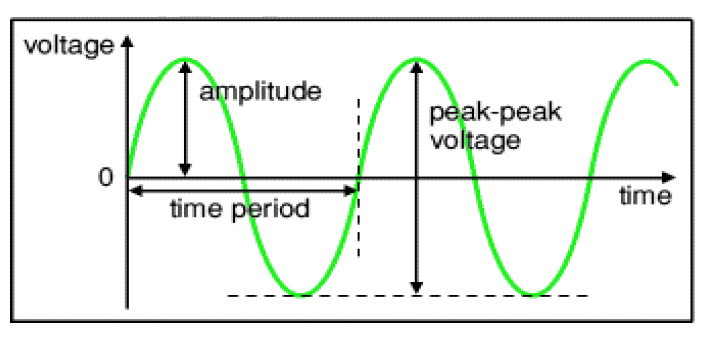 voltage
amplitude
peak-peak
voltage
0
time
time period